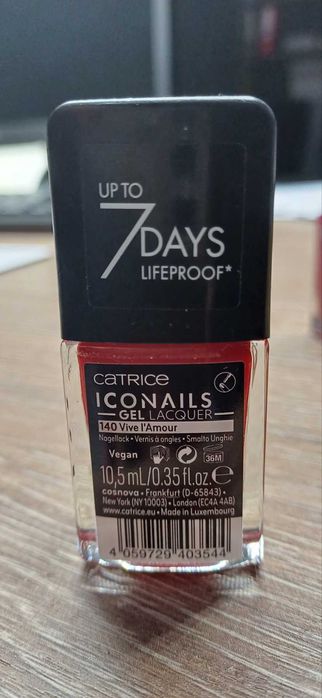 UP TO
7 DAYS
LIFEPROOF*
CATRICE
ICONAILS
GEL LACQUER
140 Vive l'Amour
Nagellack • Vernis à ongles • Smalto Unghie
Vegan
36M
10,5 mL/0.35 fl.oz. ℮
cosnova • Frankfurt (D-65843) •
New York (NY 10003) • London (EC4A 4AB)
www.catrice.eu • Made in Luxembourg
4 059729 403544